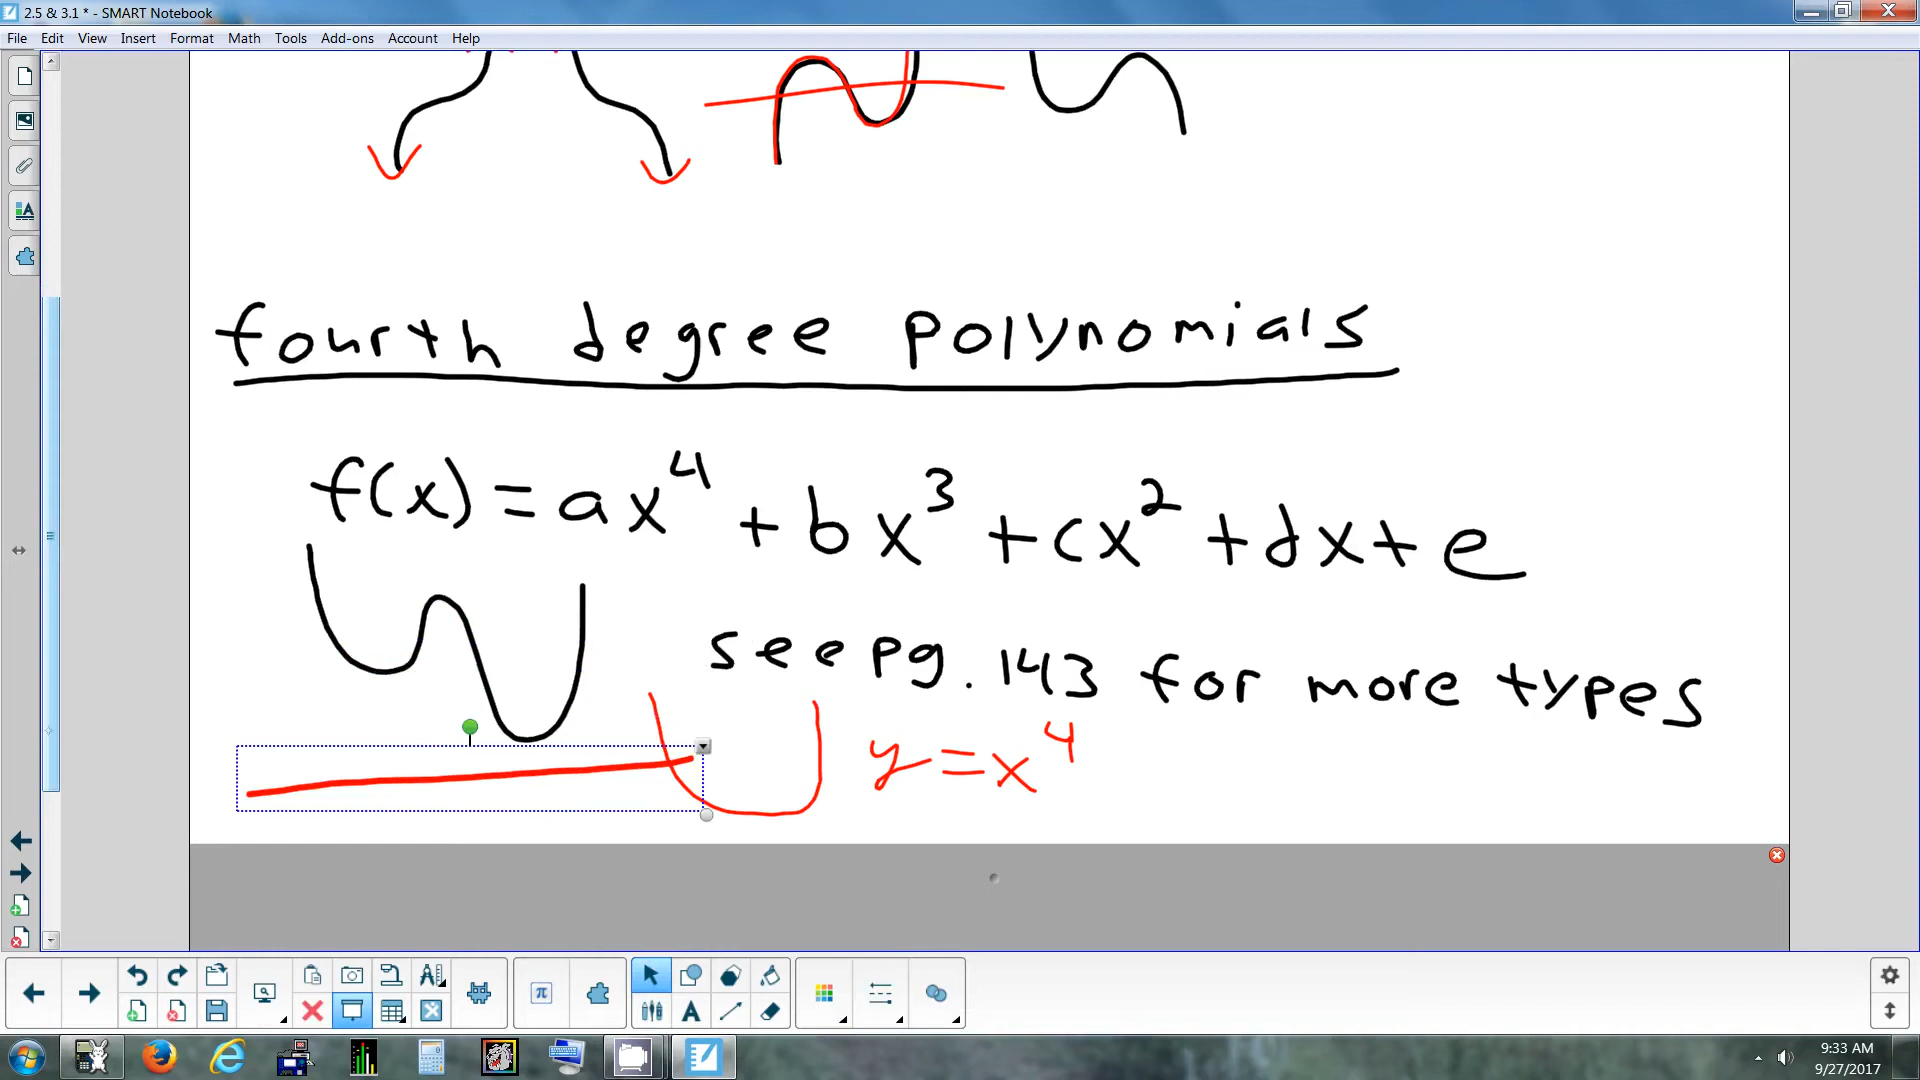 2.5 & 3.1 * - SMART Notebook
File Edit View Insert Format Math Tools Add-ons Account Help
fourth degree polynomials
f(x) = ax⁴ + bx³ + cx² + dx + e
see pg. 143 for more types
y = x⁴
π
A
9:33 AM
9/27/2017